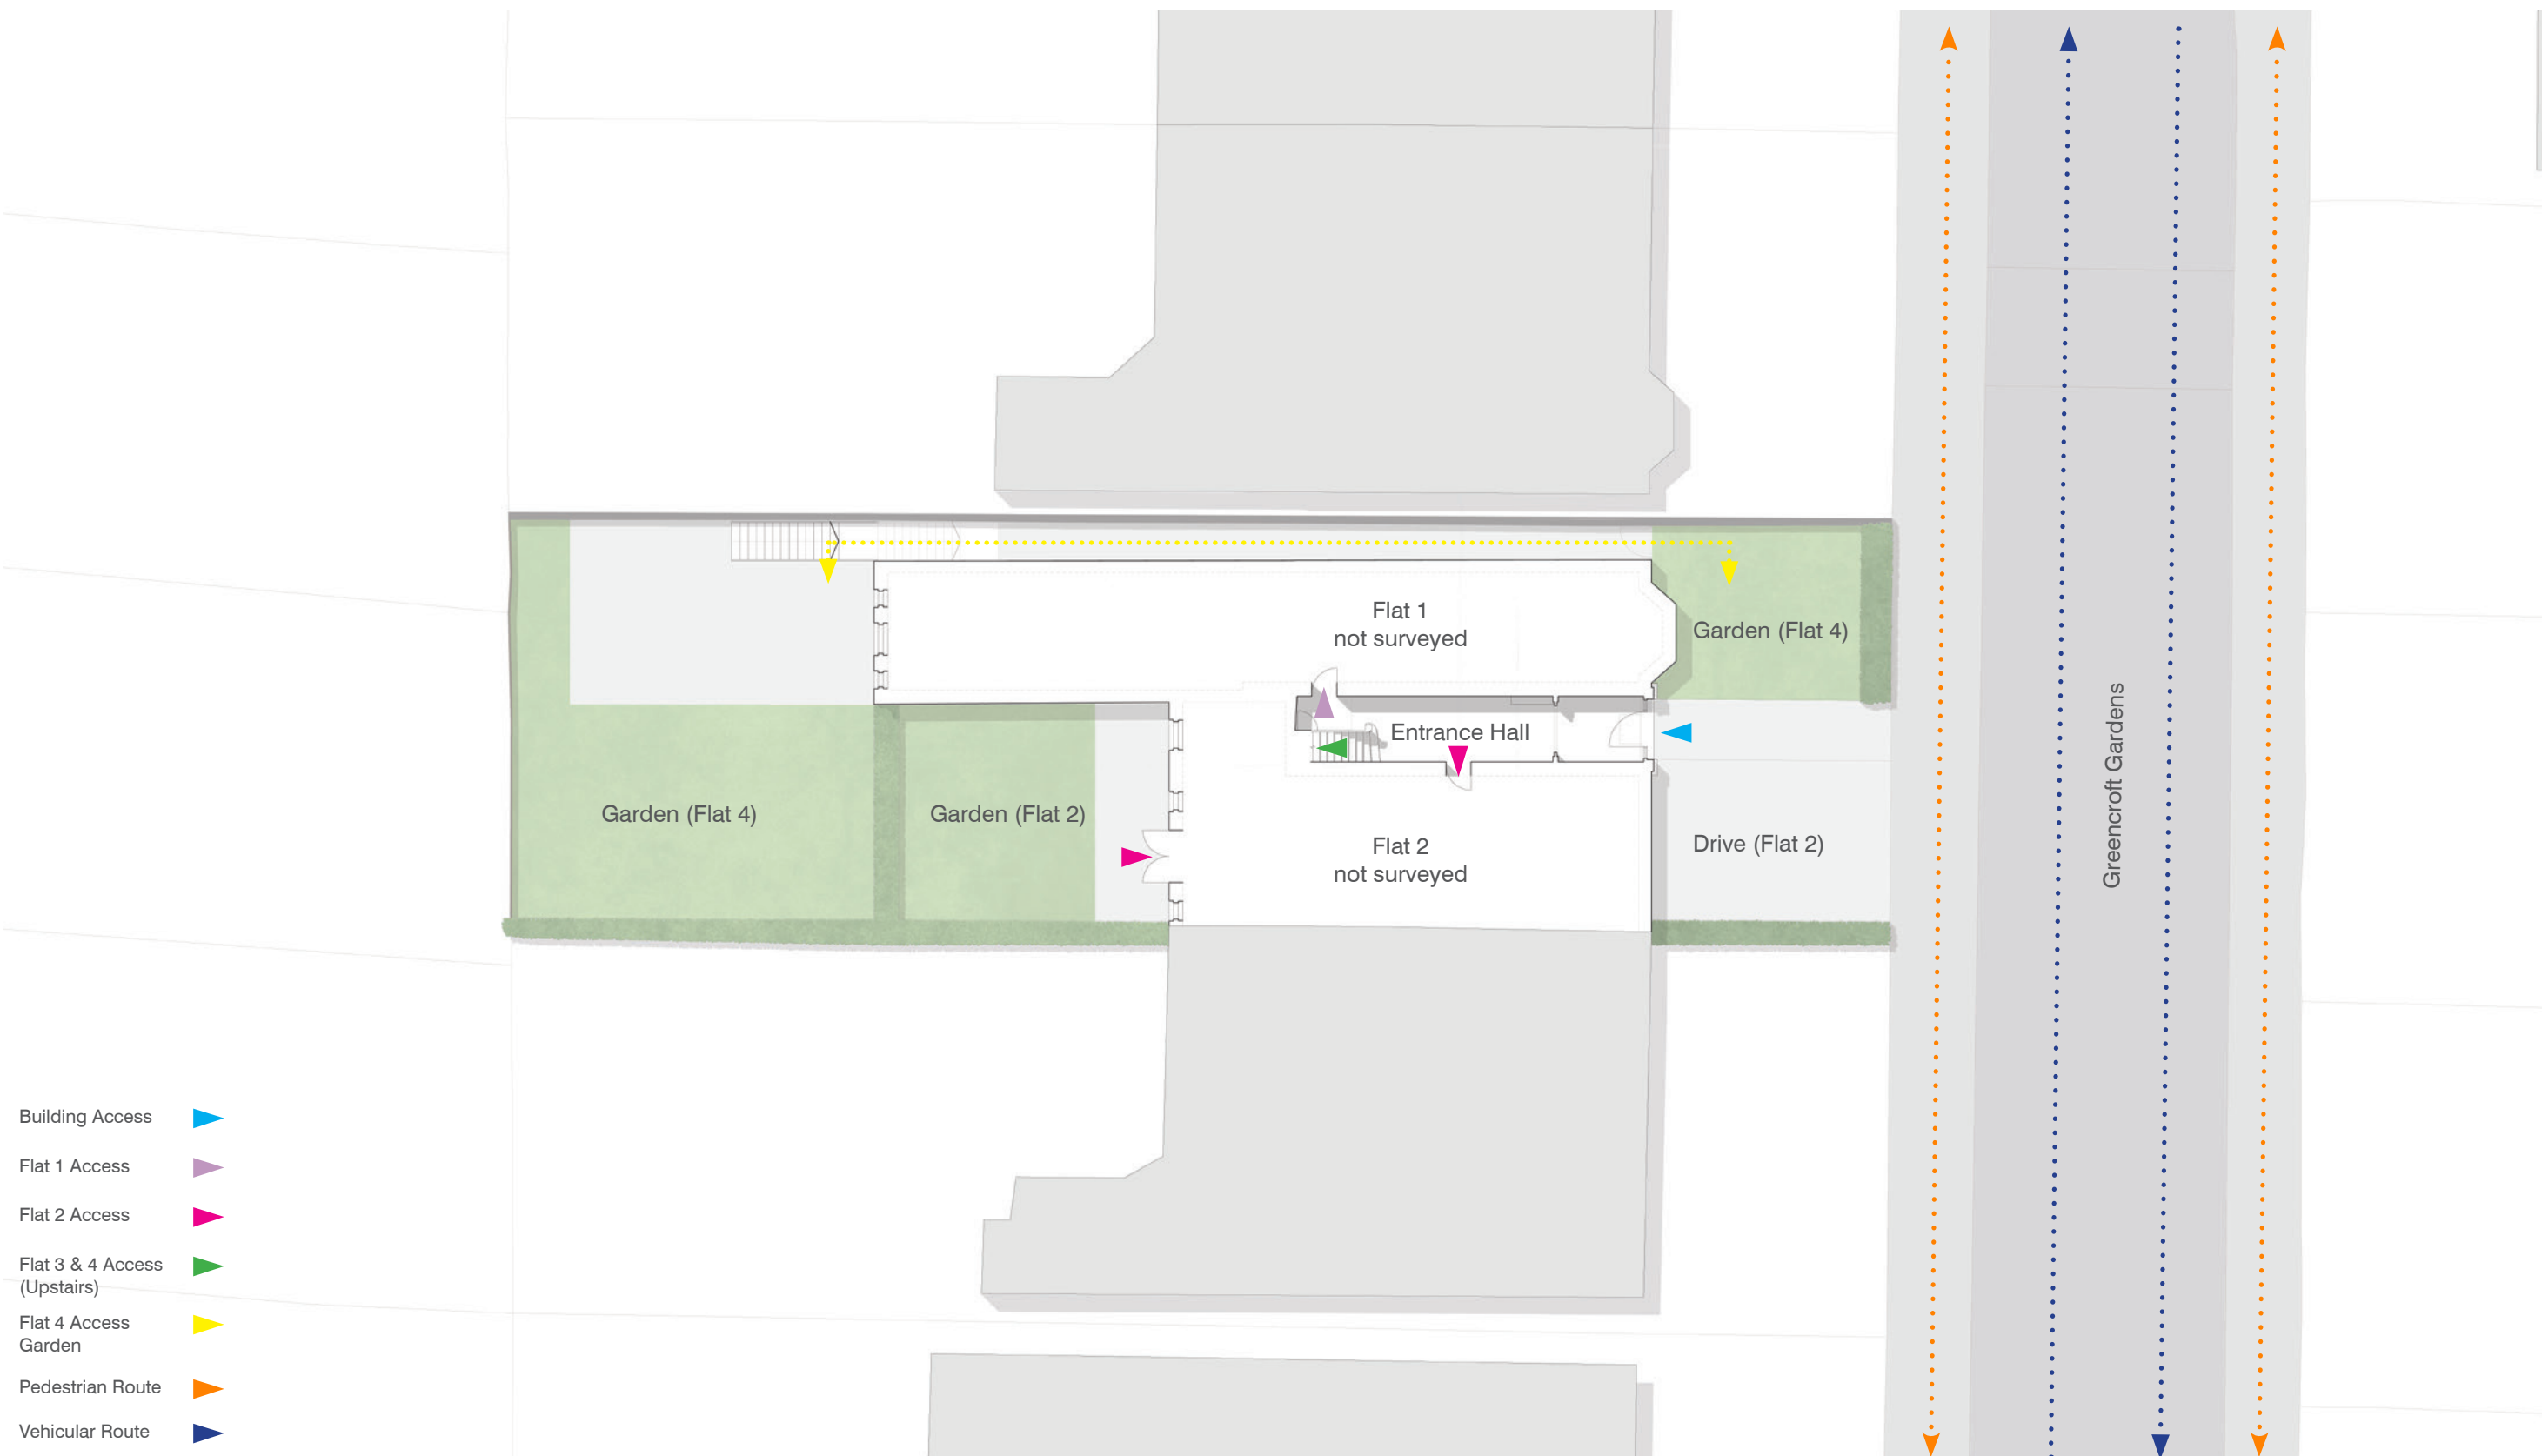 Flat 1
not surveyed
Garden (Flat 4)
Entrance Hall
Greencroft Gardens
Garden (Flat 4)
Garden (Flat 2)
Flat 2
not surveyed
Drive (Flat 2)
Building Access
Flat 1 Access
Flat 2 Access
Flat 3 & 4 Access
(Upstairs)
Flat 4 Access
Garden
Pedestrian Route
Vehicular Route